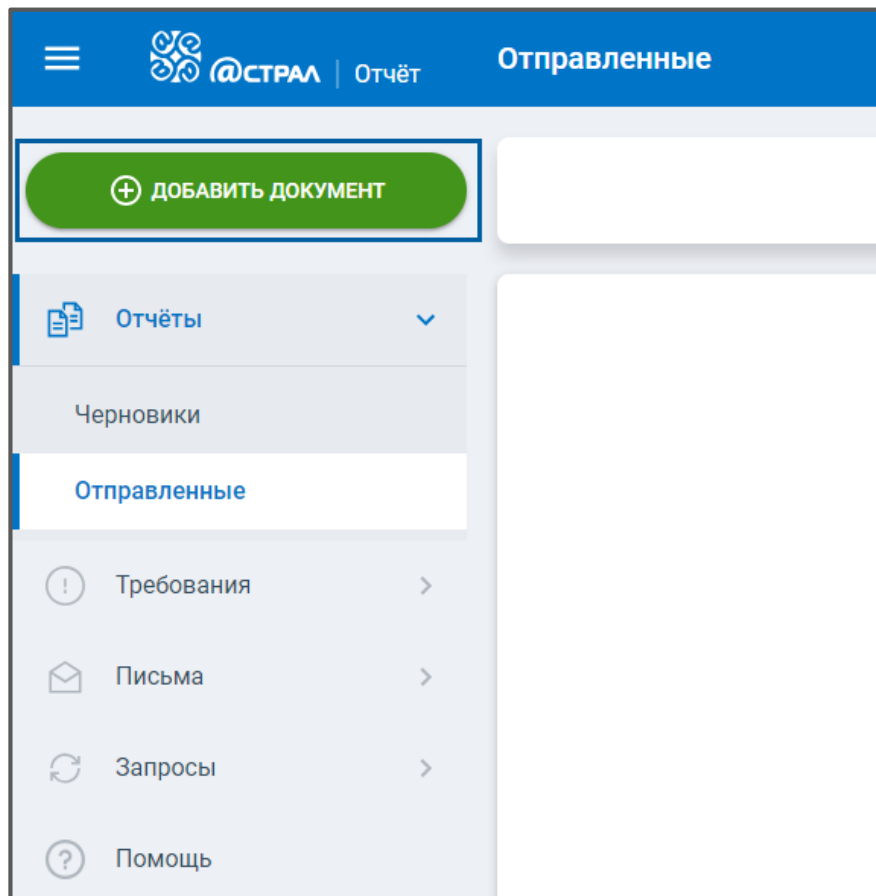 @СТРАЛ | Отчёт
Отправленные
ДОБАВИТЬ ДОКУМЕНТ
Отчёты
Черновики
Отправленные
Требования
Письма
Запросы
Помощь